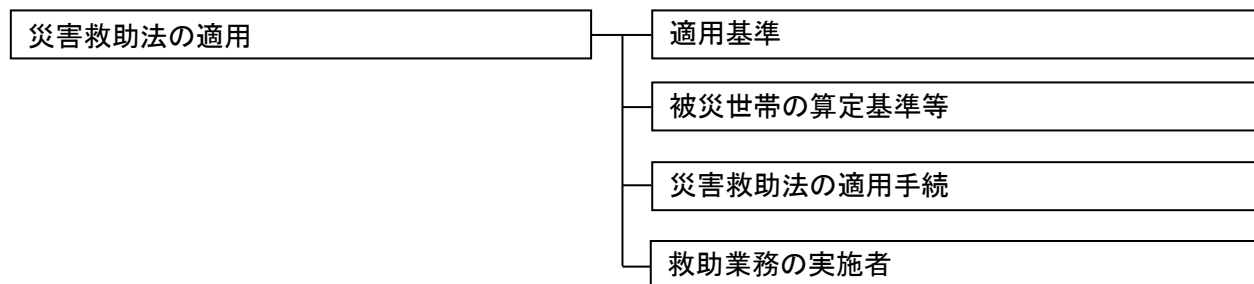 災害救助法の適用
適用基準
被災世帯の算定基準等
災害救助法の適用手続
救助業務の実施者